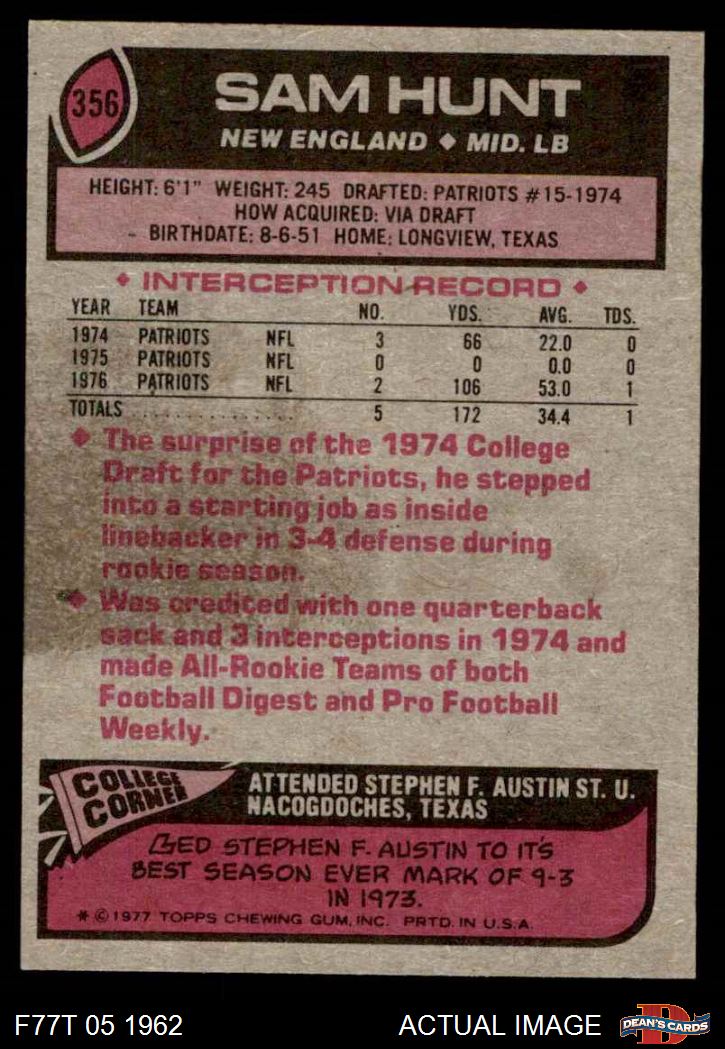 356
SAM HUNT
NEW ENGLAND ◆ MID. LB
HEIGHT: 6'1" WEIGHT: 245 DRAFTED: PATRIOTS #15-1974
HOW ACQUIRED: VIA DRAFT
BIRTHDATE: 8-6-51 HOME: LONGVIEW, TEXAS
◆ INTERCEPTION RECORD ◆
YEAR TEAM NO. YDS. AVG. TDS.
1974 PATRIOTS NFL 3 66 22.0 0
1975 PATRIOTS NFL 0 0 0.0 0
1976 PATRIOTS NFL 2 106 53.0 1
TOTALS . . . . . . . . . . . . . . 5 172 34.4 1
◆ The surprise of the 1974 College
Draft for the Patriots, he stepped
into a starting job as inside
linebacker in 3-4 defense during
rookie season.
◆ Was credited with one quarterback
sack and 3 interceptions in 1974 and
made All-Rookie Teams of both
Football Digest and Pro Football
Weekly.
COLLEGE
CORNER
ATTENDED STEPHEN F. AUSTIN ST. U.
NACOGDOCHES, TEXAS
LED STEPHEN F. AUSTIN TO IT'S
BEST SEASON EVER MARK OF 9-3
IN 1973.
* © 1977 TOPPS CHEWING GUM, INC. PRTD. IN U.S.A.
F77T 05 1962
ACTUAL IMAGE
D
DEAN'S CARDS